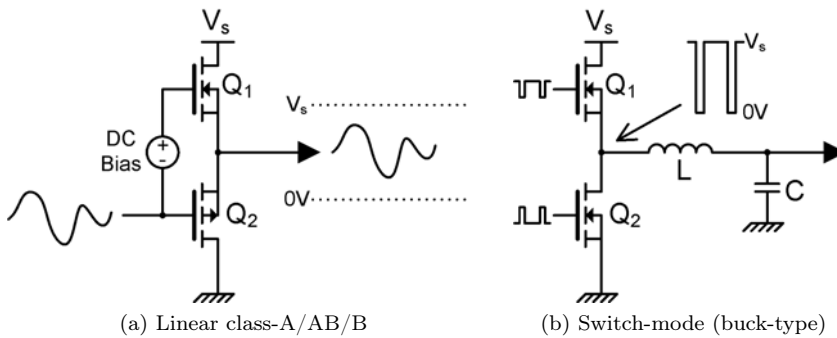 Vs
Q1
DC
Bias
+
-
Q2
Vs
0V
Vs
Q1
Q2
Vs
0V
L
C
(a) Linear class-A/AB/B
(b) Switch-mode (buck-type)